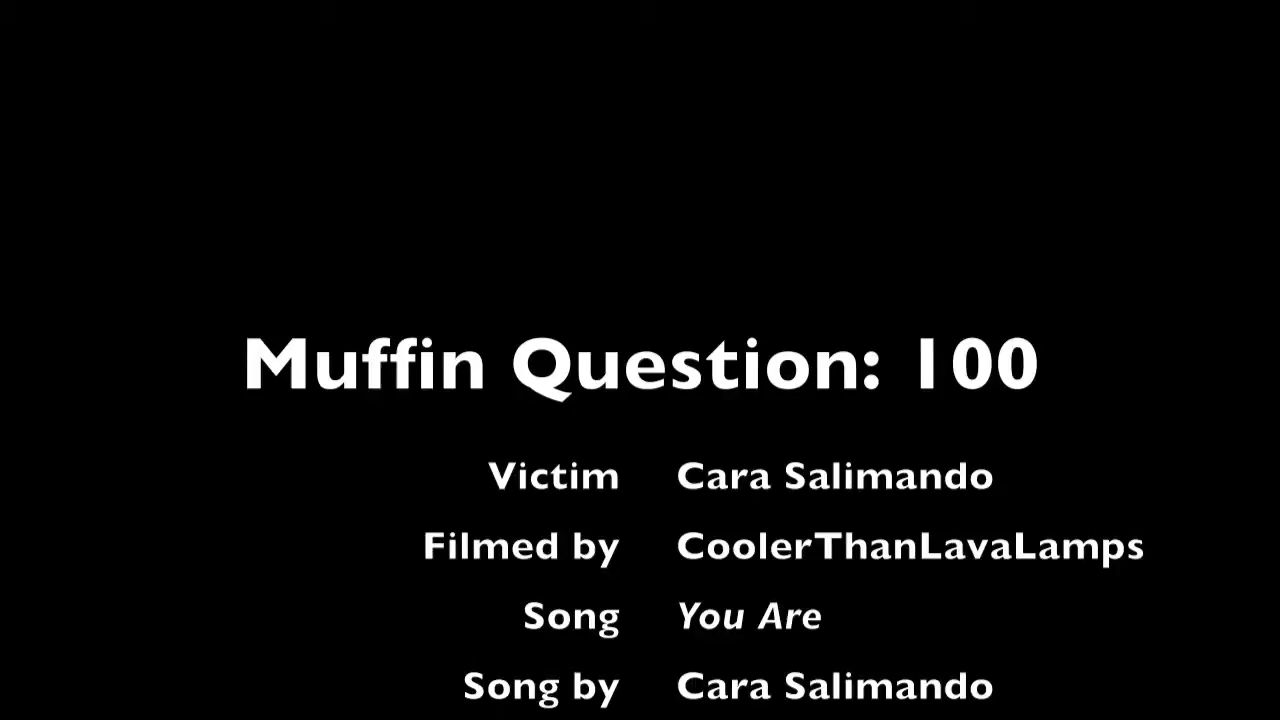 Muffin Question: 100
Victim Cara Salimando
Filmed by CoolerThanLavaLamps
Song You Are
Song by Cara Salimando